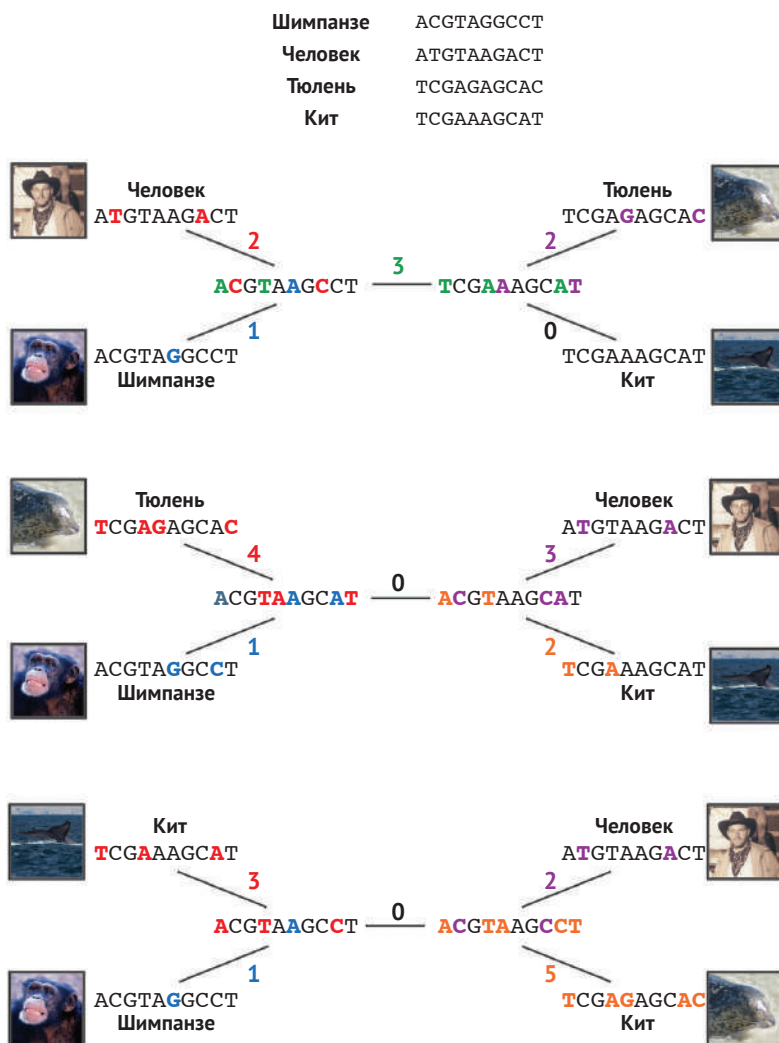 Шимпанзе ACGTAGGCCT
Человек ATGTAAGACT
Тюлень TCGAGAGCAC
Кит TCGAAAGCAT
Человек
ATGTAAGACT
2
Тюлень
TCGAGAGCAC
2
ACGTAAGCCT 3 TCGAAAGCAT
1
ACGTAGGCCT
Шимпанзе
0
TCGAAAGCAT
Кит
Тюлень
TCGAGAGCAC
4
Человек
ATGTAAGACT
3
ACGTAAGCAT 0 ACGTAAGCAT
1
ACGTAGGCCT
Шимпанзе
2
TCGAAAGCAT
Кит
Кит
TCGAAAGCAT
3
Человек
ATGTAAGACT
2
ACGTAAGCCT 0 ACGTAAGCCT
1
ACGTAGGCCT
Шимпанзе
5
TCGAGAGCAC
Кит